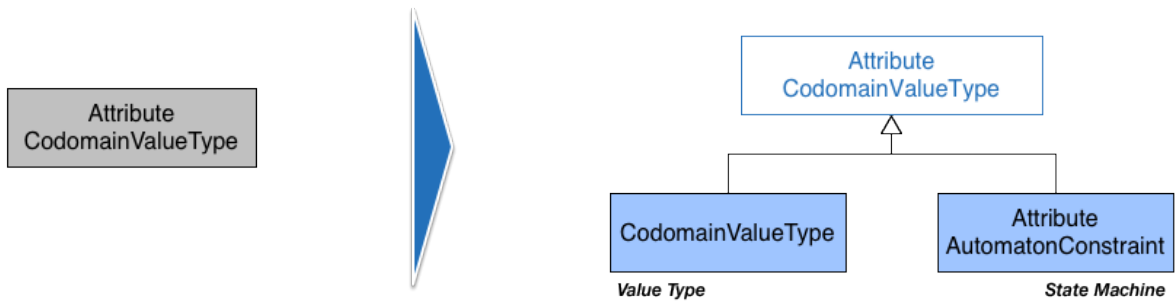 Attribute
CodomainValueType
Attribute
CodomainValueType
CodomainValueType
Attribute
AutomatonConstraint
Value Type
State Machine